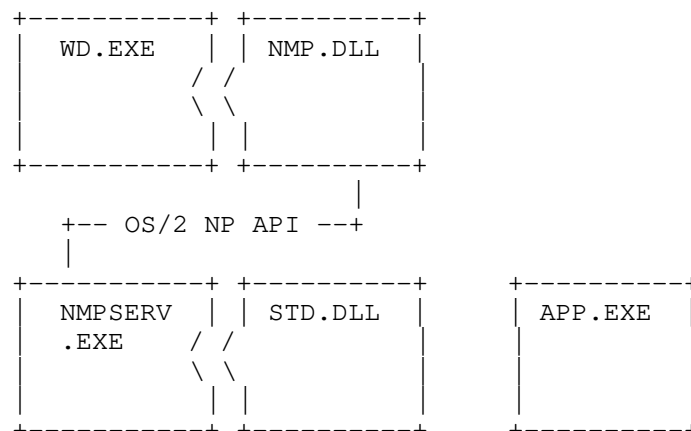 WD.EXE NMP.DLL
OS/2 NP API
NMPSERV STD.DLL APP.EXE
.EXE